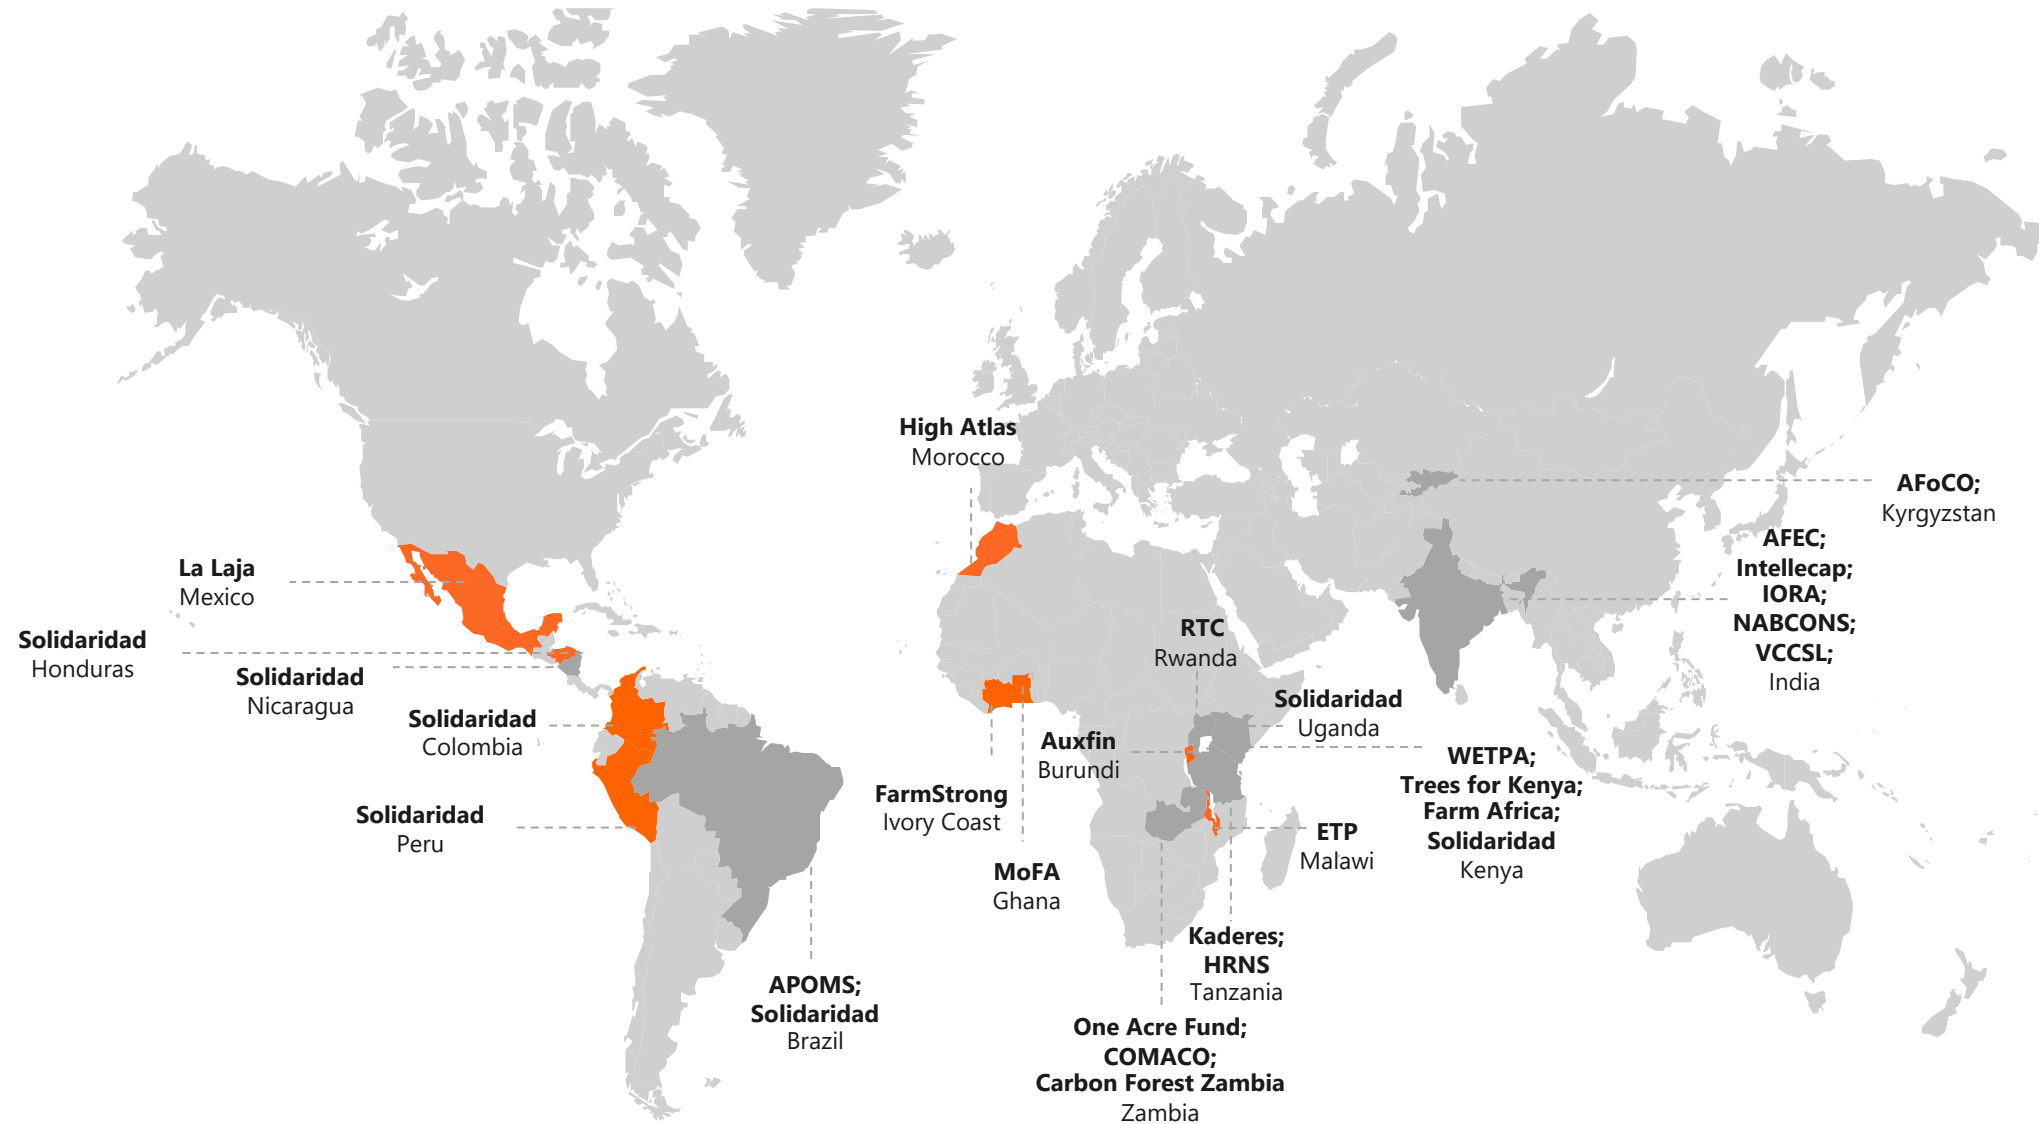 High Atlas
Morocco
AFoCO;
Kyrgyzstan
AFEC;
Intellecap;
IORA;
NABCONS;
VCCSL;
India
La Laja
Mexico
Solidaridad
Honduras
Solidaridad
Nicaragua
Solidaridad
Colombia
Solidaridad
Peru
RTC
Rwanda
Solidaridad
Uganda
Auxfin
Burundi
WETPA;
Trees for Kenya;
Farm Africa;
Solidaridad
Kenya
FarmStrong
Ivory Coast
ETP
Malawi
MoFA
Ghana
Kaderes;
HRNS
Tanzania
APOMS;
Solidaridad
Brazil
One Acre Fund;
COMACO;
Carbon Forest Zambia
Zambia